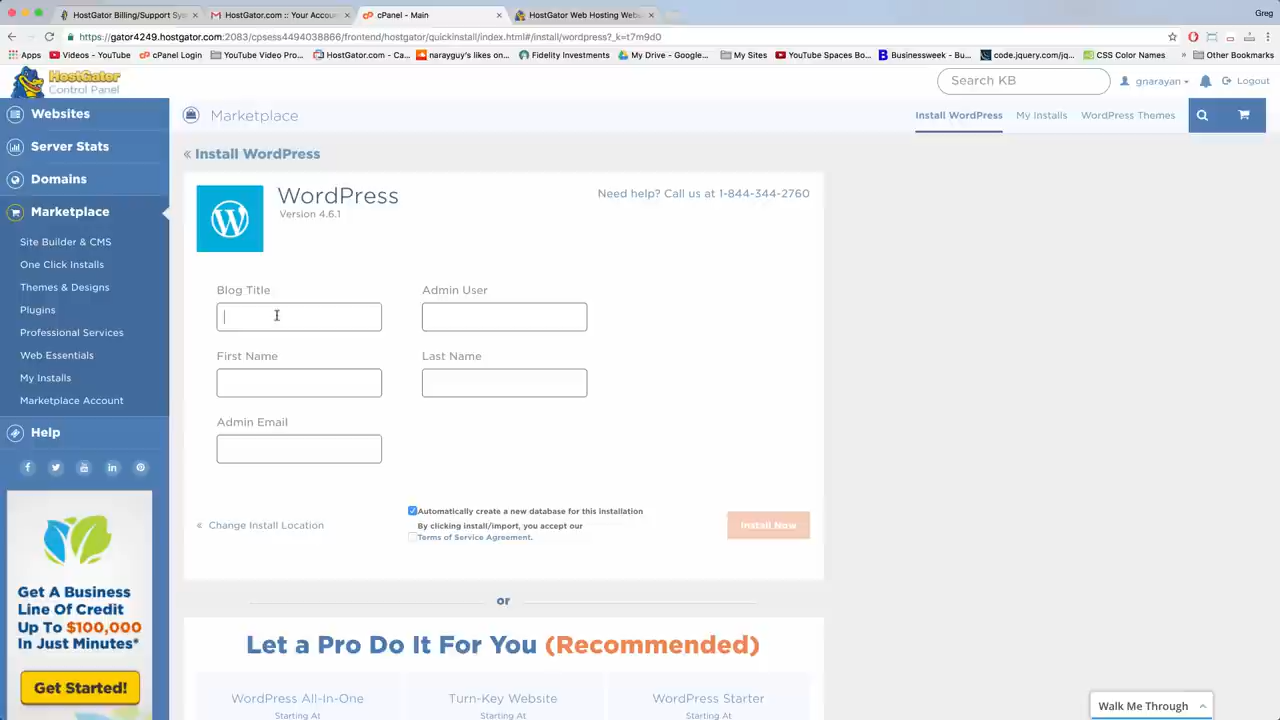 HostGator Billing/Support Sys
HostGator.com :: Your Accou
cPanel - Main
HostGator Web Hosting Webs
Greg
https://gator4249.hostgator.com:2083/cpsess4494038866/frontend/hostgator/quickinstall/index.html#/install/wordpress?_k=t7m9d0
Apps
Videos - YouTube
cPanel Login
YouTube Video Pro...
HostGator.com - Ca...
narayguy's likes on...
Fidelity Investments
My Drive - Google...
My Sites
YouTube Spaces Bo...
Businessweek - Bu...
code.jquery.com/jq...
CSS Color Names
»
Other Bookmarks
HostGator
Control Panel
Search KB
gnarayan
Logout
Websites
Server Stats
Domains
Marketplace
Site Builder & CMS
One Click Installs
Themes & Designs
Plugins
Professional Services
Web Essentials
My Installs
Marketplace Account
Help
Get A Business
Line Of Credit
Up To $100,000
In Just Minutes*
Get Started!
Marketplace
Install WordPress
My Installs
WordPress Themes
« Install WordPress
WordPress
Version 4.6.1
Need help? Call us at 1-844-344-2760
Blog Title
Admin User
First Name
Last Name
Admin Email
« Change Install Location
Automatically create a new database for this installation
By clicking install/import, you accept our
Terms of Service Agreement.
Install Now
or
Let a Pro Do It For You (Recommended)
WordPress All-In-One
Starting At
Turn-Key Website
Starting At
WordPress Starter
Starting At
Walk Me Through